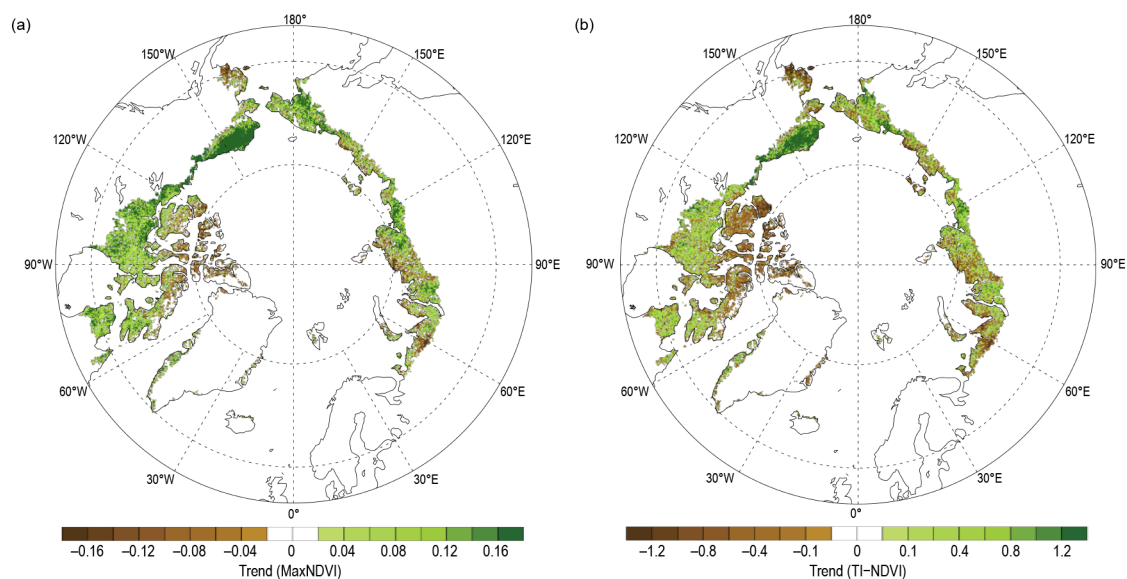 (a)
180°
150°W
150°E
120°W
120°E
90°W
90°E
60°W
60°E
30°W
30°E
0°
−0.16 −0.12 −0.08 −0.04 0 0.04 0.08 0.12 0.16
Trend (MaxNDVI)
(b)
180°
150°W
150°E
120°W
120°E
90°W
90°E
60°W
60°E
30°W
30°E
0°
−1.2 −0.8 −0.4 −0.1 0 0.1 0.4 0.8 1.2
Trend (TI−NDVI)